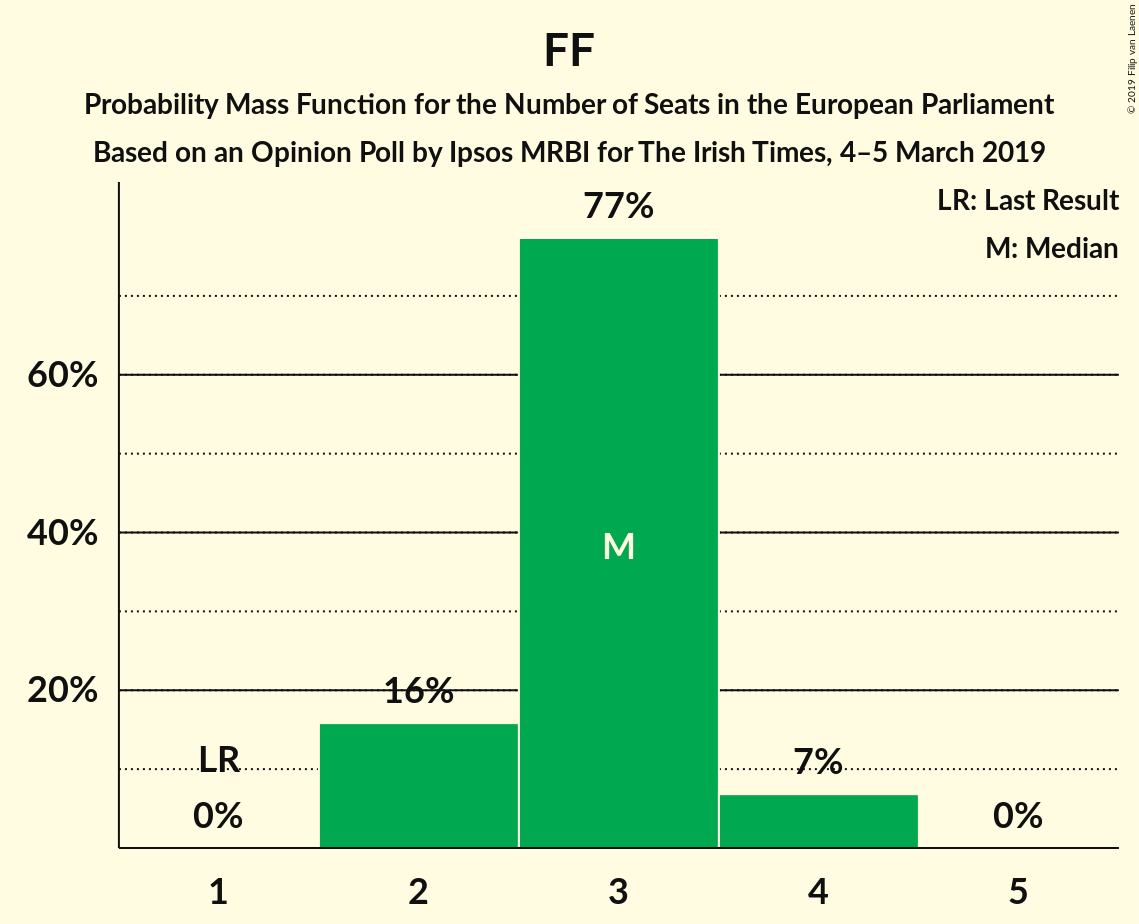 FF
Probability Mass Function for the Number of Seats in the European Parliament
Based on an Opinion Poll by Ipsos MRBI for The Irish Times, 4–5 March 2019
© 2019 Filip van Laenen
LR: Last Result
M: Median
77%
60%
40%
20%
M
16%
LR
0%
7%
0%
1 2 3 4 5